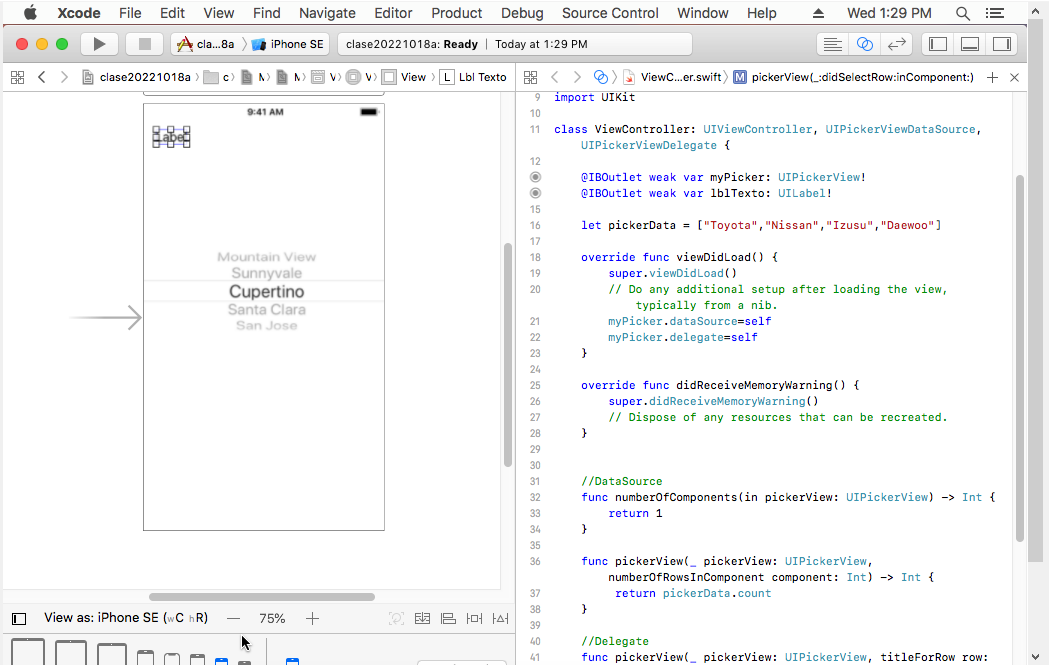 Xcode File Edit View Find Navigate Editor Product Debug Source Control Window Help Wed 1:29 PM
cla...8a iPhone SE clase20221018a: Ready | Today at 1:29 PM
clase20221018a c M M V V View L Lbl Texto
ViewC...er.swift M pickerView(_:didSelectRow:inComponent:)
9:41 AM
Label
Mountain View
Sunnyvale
Cupertino
Santa Clara
San Jose
View as: iPhone SE (wC hR) — 75% +
9 import UIKit
10
11 class ViewController: UIViewController, UIPickerViewDataSource,
UIPickerViewDelegate {
12
@IBOutlet weak var myPicker: UIPickerView!
@IBOutlet weak var lblTexto: UILabel!
15
16 let pickerData = ["Toyota","Nissan","Izusu","Daewoo"]
17
18 override func viewDidLoad() {
19 super.viewDidLoad()
20 // Do any additional setup after loading the view,
typically from a nib.
21 myPicker.dataSource=self
22 myPicker.delegate=self
23 }
24
25 override func didReceiveMemoryWarning() {
26 super.didReceiveMemoryWarning()
27 // Dispose of any resources that can be recreated.
28 }
29
30
31 //DataSource
32 func numberOfComponents(in pickerView: UIPickerView) -> Int {
33 return 1
34 }
35
36 func pickerView(_ pickerView: UIPickerView,
numberOfRowsInComponent component: Int) -> Int {
37 return pickerData.count
38 }
39
40 //Delegate
41 func pickerView(_ pickerView: UIPickerView, titleForRow row: